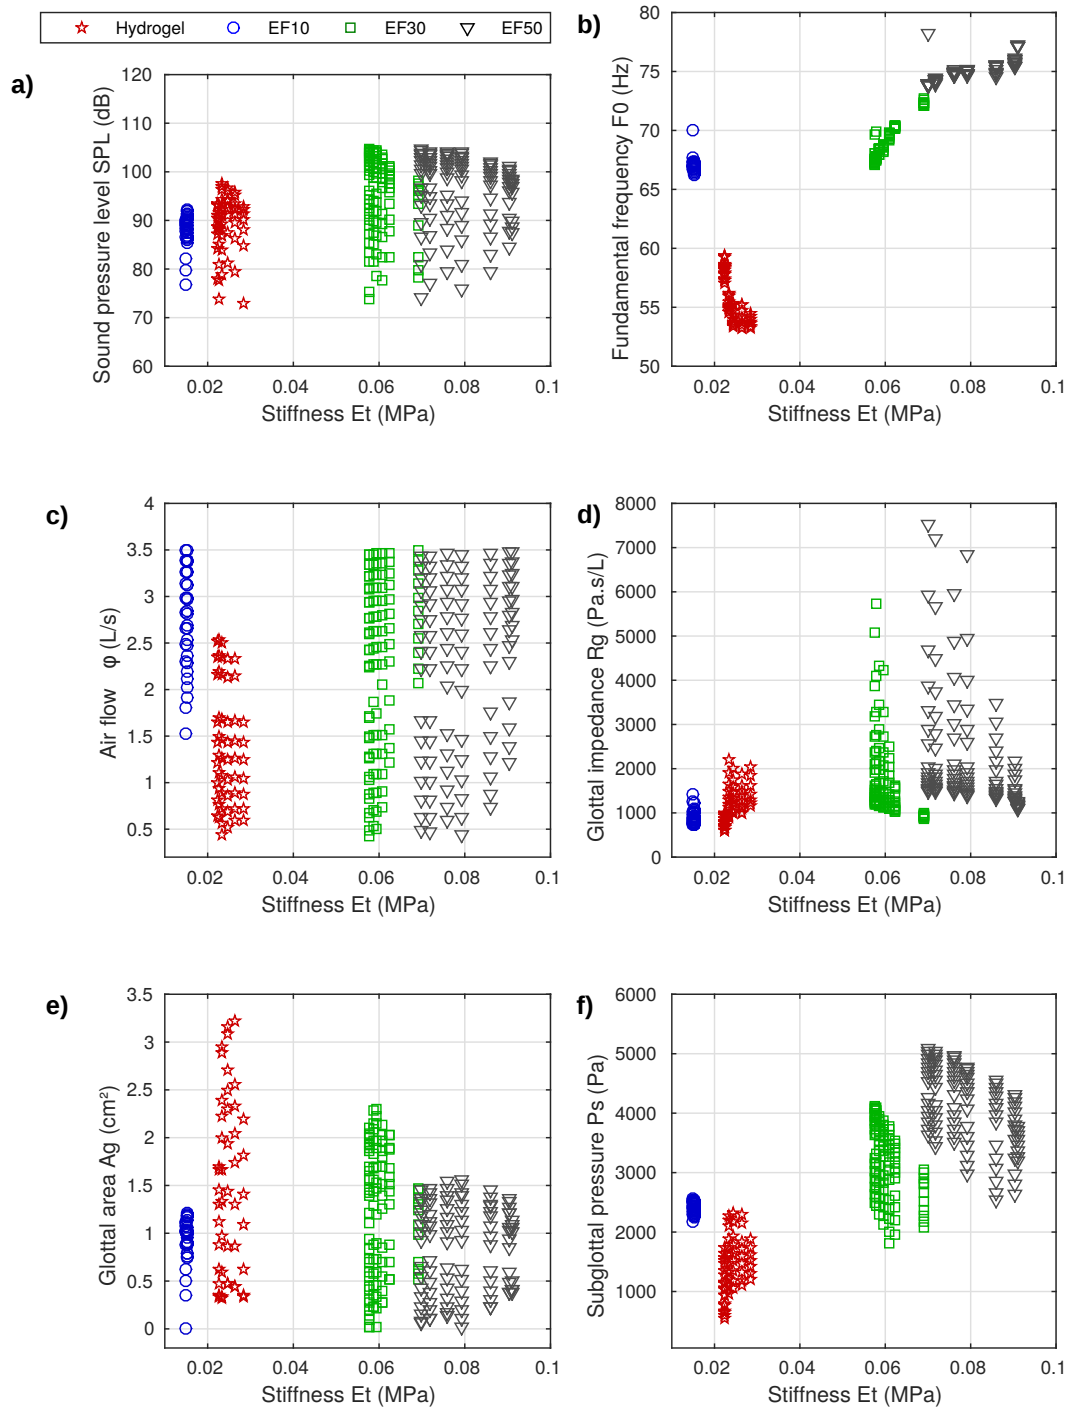 Hydrogel EF10 EF30 EF50
a)
120
110
100
90
80
70
60
Sound pressure level SPL (dB)
0.02 0.04 0.06 0.08 0.1
Stiffness Et (MPa)
b)
80
75
70
65
60
55
50
Fundamental frequency F0 (Hz)
0.02 0.04 0.06 0.08 0.1
Stiffness Et (MPa)
c)
4
3.5
3
2.5
2
1.5
1
0.5
Air flow φ (L/s)
0.02 0.04 0.06 0.08 0.1
Stiffness Et (MPa)
d)
8000
7000
6000
5000
4000
3000
2000
1000
0
Glottal impedance Rg (Pa.s/L)
0.02 0.04 0.06 0.08 0.1
Stiffness Et (MPa)
e)
3.5
3
2.5
2
1.5
1
0.5
0
Glottal area Ag (cm²)
0.02 0.04 0.06 0.08 0.1
Stiffness Et (MPa)
f)
6000
5000
4000
3000
2000
1000
Subglottal pressure Ps (Pa)
0.02 0.04 0.06 0.08 0.1
Stiffness Et (MPa)